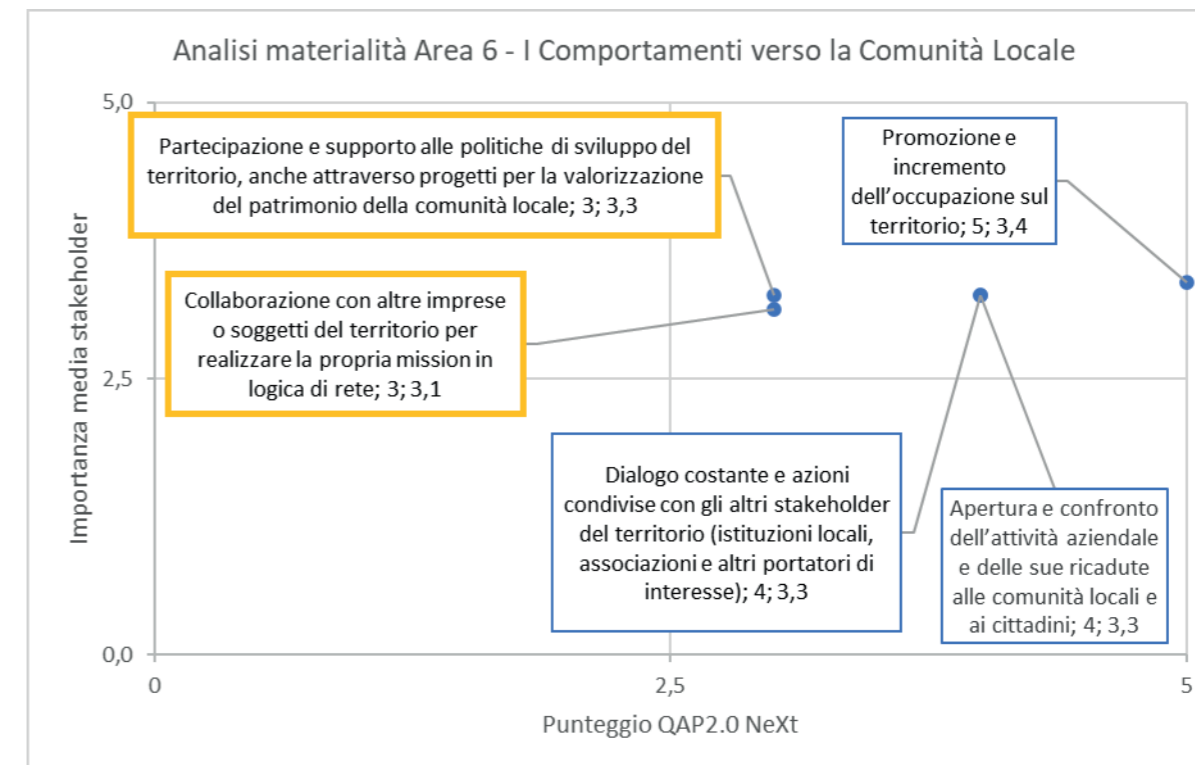 Analisi materialità Area 6 - I Comportamenti verso la Comunità Locale
5,0
Partecipazione e supporto alle politiche di sviluppo del
territorio, anche attraverso progetti per la valorizzazione
del patrimonio della comunità locale; 3; 3,3
Promozione e
incremento
dell’occupazione sul
territorio; 5; 3,4
Collaborazione con altre imprese
o soggetti del territorio per
realizzare la propria mission in
logica di rete; 3; 3,1
Importanza media stakeholder
2,5
Dialogo costante e azioni
condivise con gli altri stakeholder
del territorio (istituzioni locali,
associazioni e altri portatori di
interesse); 4; 3,3
Apertura e confronto
dell’attività aziendale
e delle sue ricadute
alle comunità locali e
ai cittadini; 4; 3,3
0,0
0
2,5
5
Punteggio QAP2.0 NeXt